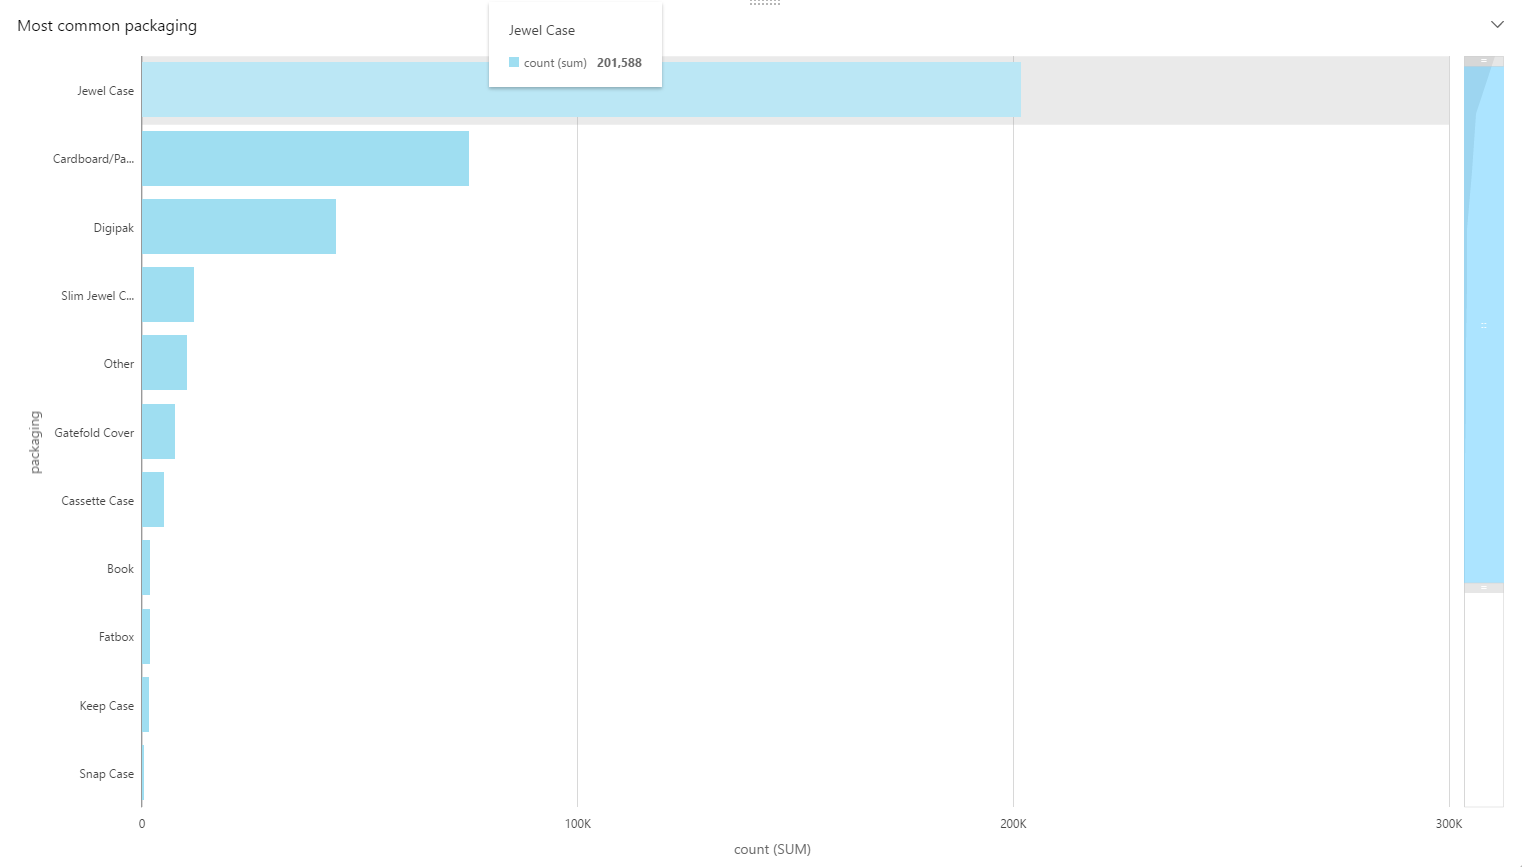 Most common packaging
Jewel Case
count (sum) 201,588
Jewel Case
Cardboard/Pa...
Digipak
Slim Jewel C...
Other
Gatefold Cover
Cassette Case
Book
Fatbox
Keep Case
Snap Case
packaging
0 100K 200K 300K
count (SUM)